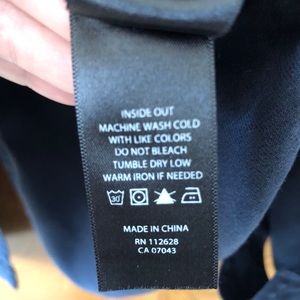 INSIDE OUT
MACHINE WASH COLD
WITH LIKE COLORS
DO NOT BLEACH
TUMBLE DRY LOW
WARM IRON IF NEEDED
30
MADE IN CHINA
RN 112628
CA 07043